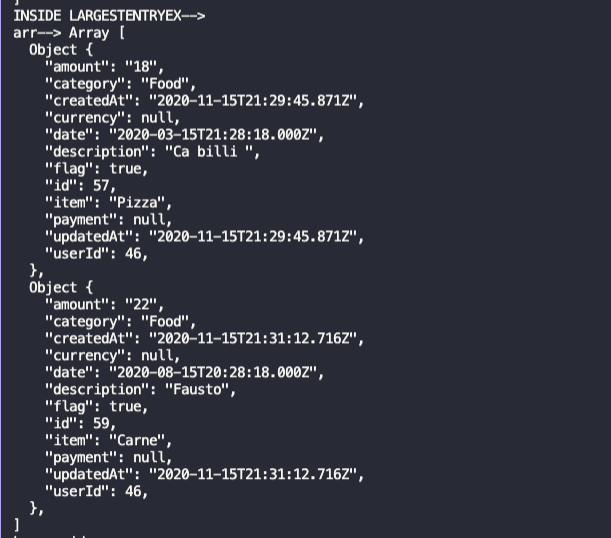 ]
INSIDE LARGESTENTRYEX-->
arr--> Array [
  Object {
    "amount": "18",
    "category": "Food",
    "createdAt": "2020-11-15T21:29:45.871Z",
    "currency": null,
    "date": "2020-03-15T21:28:18.000Z",
    "description": "Ca billi ",
    "flag": true,
    "id": 57,
    "item": "Pizza",
    "payment": null,
    "updatedAt": "2020-11-15T21:29:45.871Z",
    "userId": 46,
  },
  Object {
    "amount": "22",
    "category": "Food",
    "createdAt": "2020-11-15T21:31:12.716Z",
    "currency": null,
    "date": "2020-08-15T20:28:18.000Z",
    "description": "Fausto",
    "flag": true,
    "id": 59,
    "item": "Carne",
    "payment": null,
    "updatedAt": "2020-11-15T21:31:12.716Z",
    "userId": 46,
  },
]